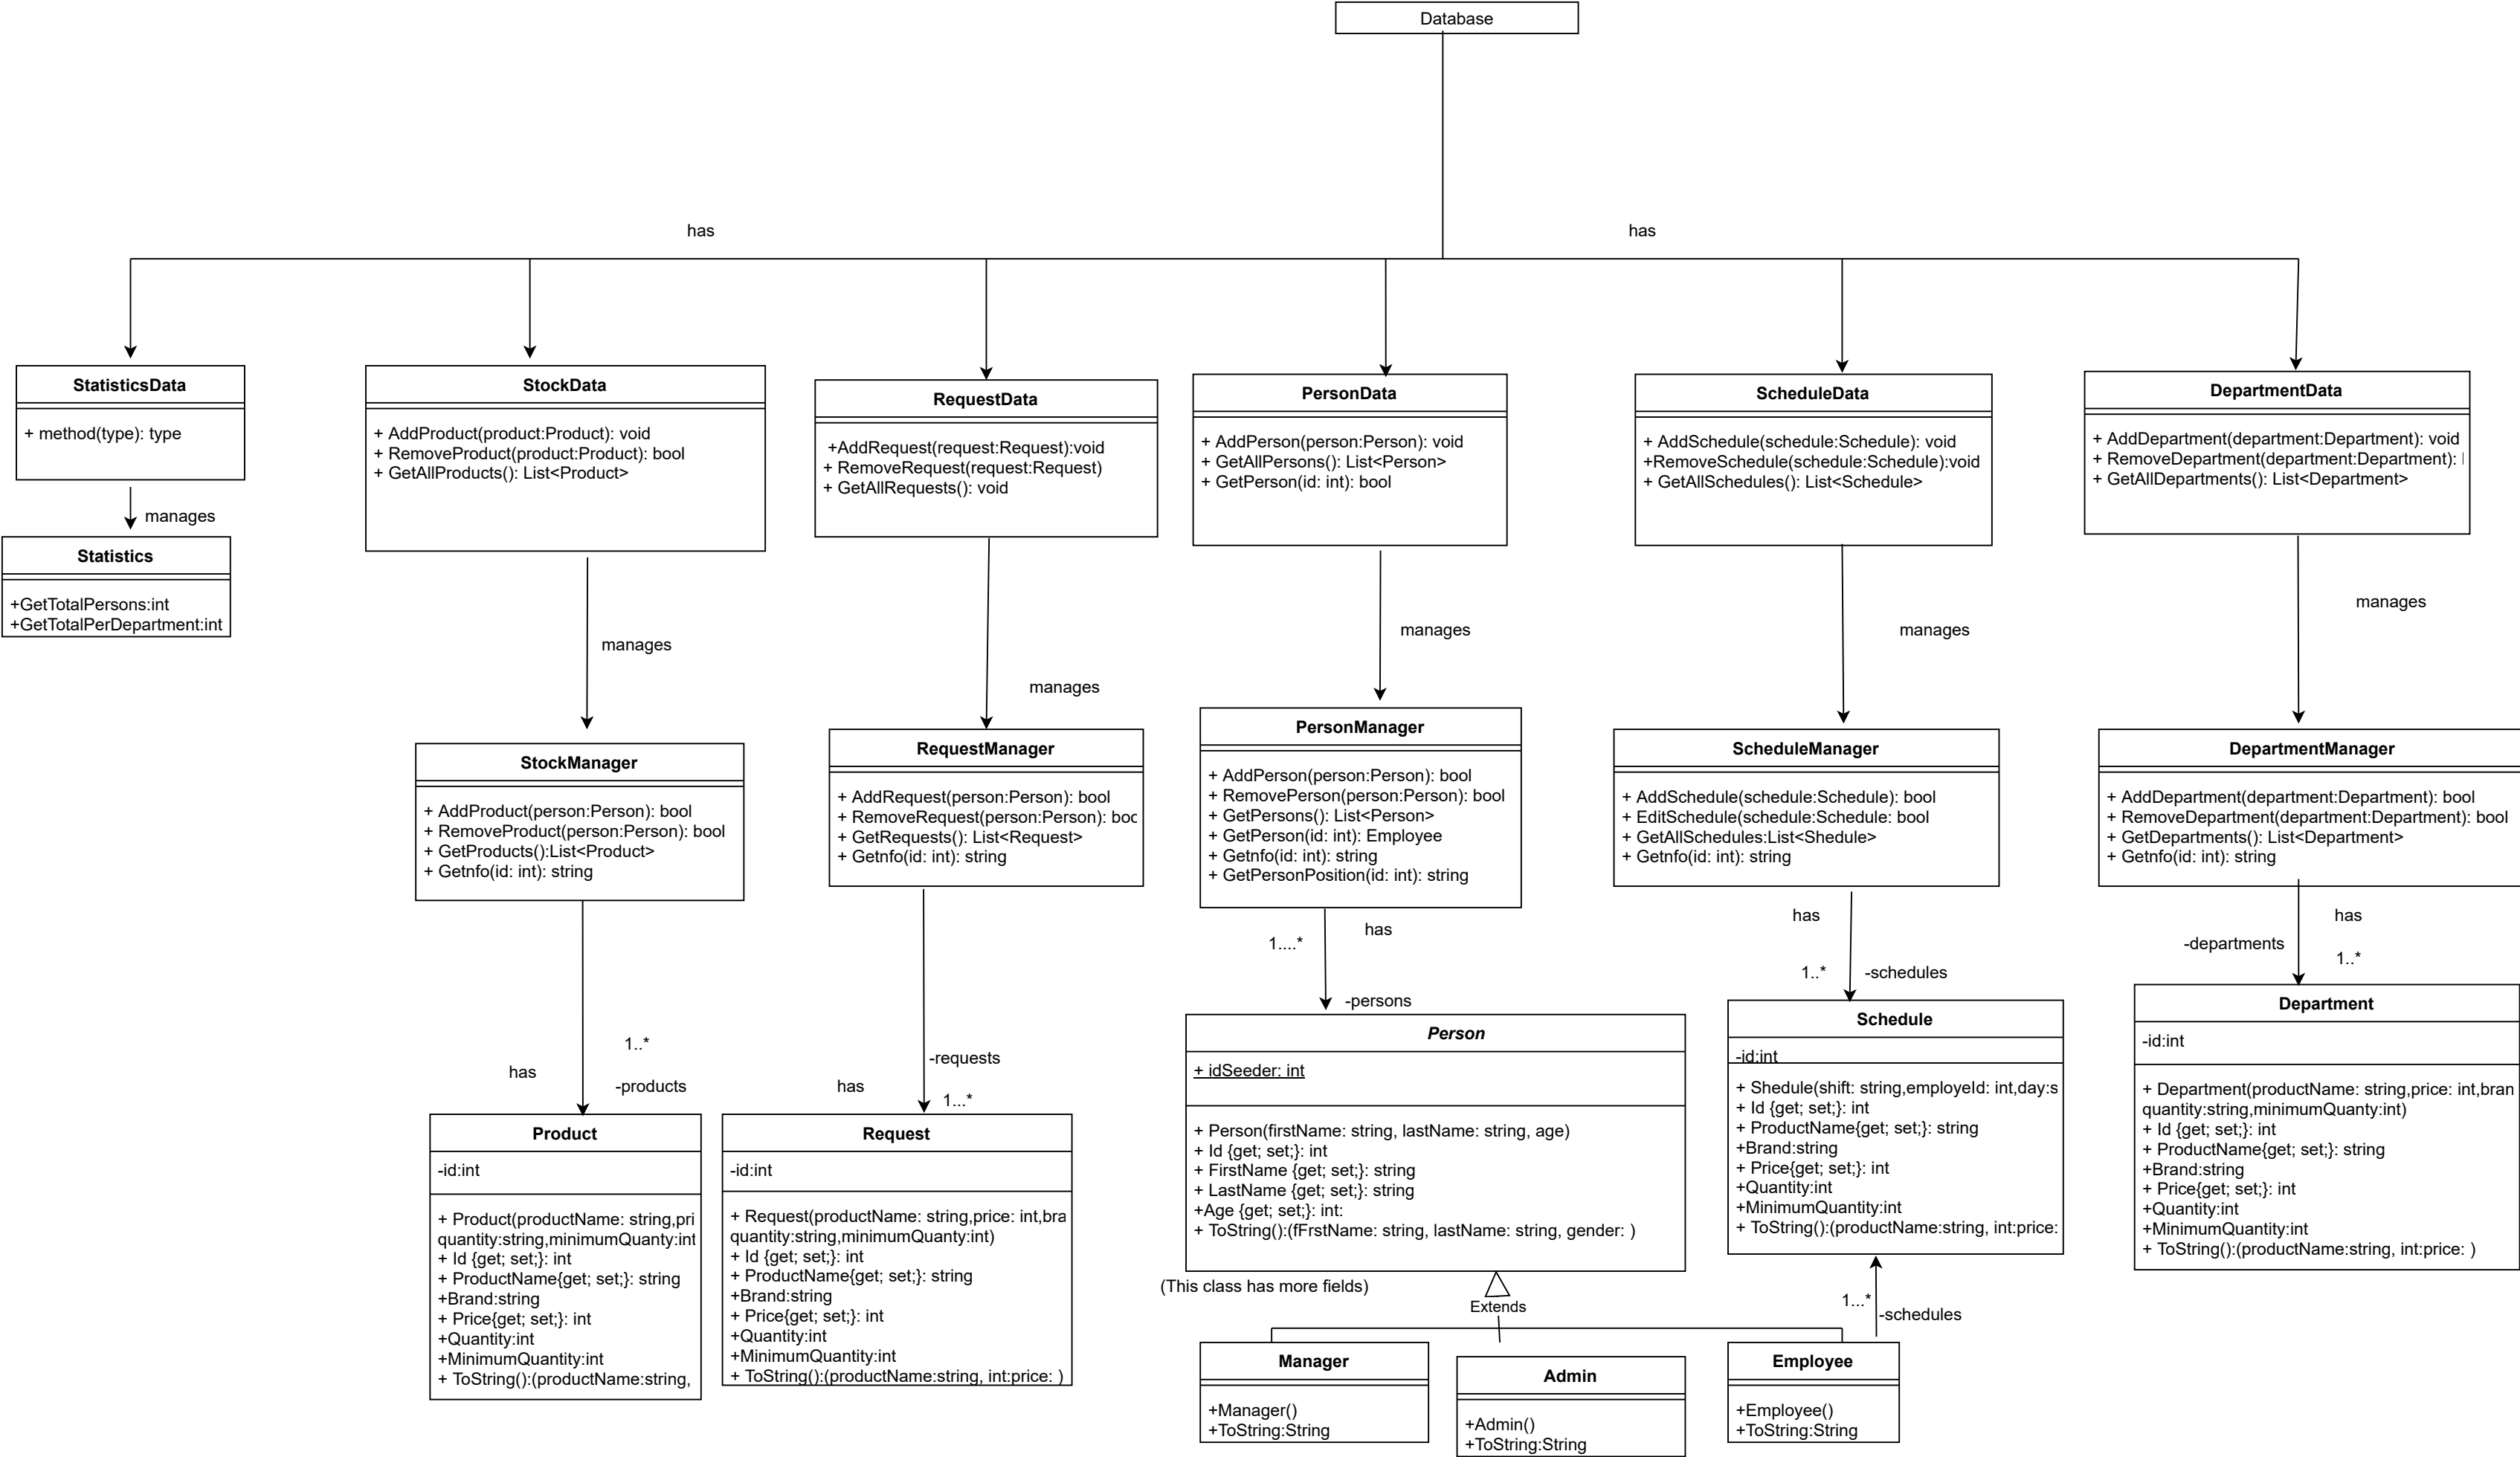 Database
has
has
StatisticsData
+ method(type): type
manages
Statistics
+GetTotalPersons:int
+GetTotalPerDepartment:int
StockData
+ AddProduct(product:Product): void
+ RemoveProduct(product:Product): bool
+ GetAllProducts(): List<Product>
manages
StockManager
+ AddProduct(person:Person): bool
+ RemoveProduct(person:Person): bool
+ GetProducts():List<Product>
+ Getnfo(id: int): string
has
1..*
-products
Product
-id:int
+ Product(productName: string,pri
quantity:string,minimumQuanty:int
+ Id {get; set;}: int
+ ProductName{get; set;}: string
+Brand:string
+ Price{get; set;}: int
+Quantity:int
+MinimumQuantity:int
+ ToString():(productName:string,
RequestData
+AddRequest(request:Request):void
+ RemoveRequest(request:Request)
+ GetAllRequests(): void
manages
RequestManager
+ AddRequest(person:Person): bool
+ RemoveRequest(person:Person): boo
+ GetRequests(): List<Request>
+ Getnfo(id: int): string
-requests
has
1...*
Request
-id:int
+ Request(productName: string,price: int,bra
quantity:string,minimumQuanty:int)
+ Id {get; set;}: int
+ ProductName{get; set;}: string
+Brand:string
+ Price{get; set;}: int
+Quantity:int
+MinimumQuantity:int
+ ToString():(productName:string, int:price: )
PersonData
+ AddPerson(person:Person): void
+ GetAllPersons(): List<Person>
+ GetPerson(id: int): bool
manages
PersonManager
+ AddPerson(person:Person): bool
+ RemovePerson(person:Person): bool
+ GetPersons(): List<Person>
+ GetPerson(id: int): Employee
+ Getnfo(id: int): string
+ GetPersonPosition(id: int): string
has
1....*
-persons
Person
+ idSeeder: int
+ Person(firstName: string, lastName: string, age)
+ Id {get; set;}: int
+ FirstName {get; set;}: string
+ LastName {get; set;}: string
+Age {get; set;}: int:
+ ToString():(fFrstName: string, lastName: string, gender: )
(This class has more fields)
Extends
Manager
+Manager()
+ToString:String
Admin
+Admin()
+ToString:String
Employee
+Employee()
+ToString:String
1...*
-schedules
ScheduleData
+ AddSchedule(schedule:Schedule): void
+RemoveSchedule(schedule:Schedule):void
+ GetAllSchedules(): List<Schedule>
manages
ScheduleManager
+ AddSchedule(schedule:Schedule): bool
+ EditSchedule(schedule:Schedule: bool
+ GetAllSchedules:List<Shedule>
+ Getnfo(id: int): string
has
1..*
-schedules
Schedule
-id:int
+ Shedule(shift: string,employeId: int,day:s
+ Id {get; set;}: int
+ ProductName{get; set;}: string
+Brand:string
+ Price{get; set;}: int
+Quantity:int
+MinimumQuantity:int
+ ToString():(productName:string, int:price:
DepartmentData
+ AddDepartment(department:Department): void
+ RemoveDepartment(department:Department):
+ GetAllDepartments(): List<Department>
manages
DepartmentManager
+ AddDepartment(department:Department): bool
+ RemoveDepartment(department:Department): bool
+ GetDepartments(): List<Department>
+ Getnfo(id: int): string
has
-departments
1..*
Department
-id:int
+ Department(productName: string,price: int,bran
quantity:string,minimumQuanty:int)
+ Id {get; set;}: int
+ ProductName{get; set;}: string
+Brand:string
+ Price{get; set;}: int
+Quantity:int
+MinimumQuantity:int
+ ToString():(productName:string, int:price: )